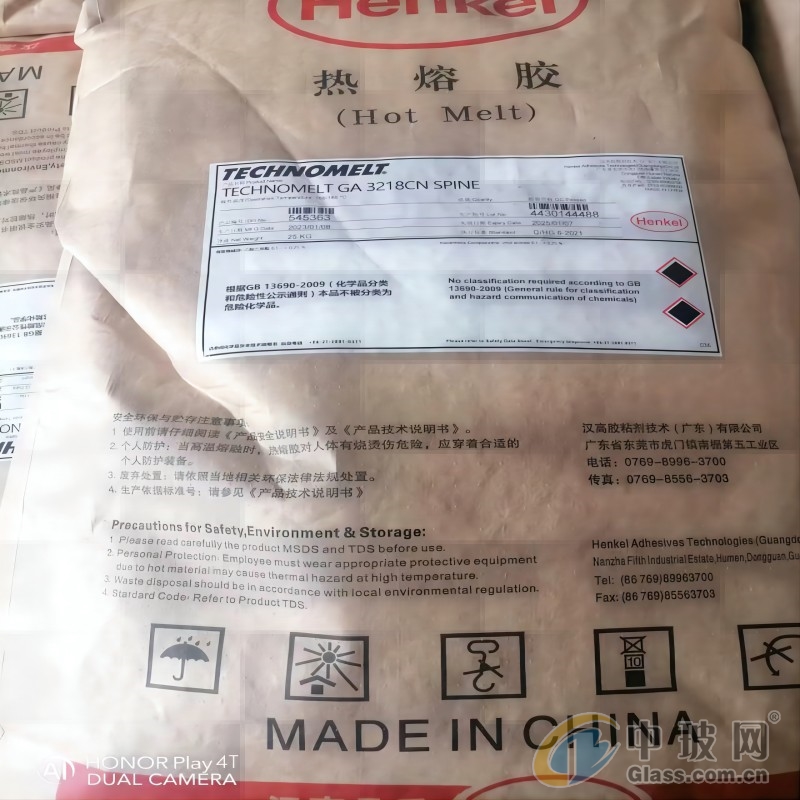 Henkel
热 熔 胶
(Hot Melt)
TECHNOMELT
TECHNOMELT GA 3218CN SPINE
545363
4430144488
2023/01/08
2025/01/07
Net Weight
25 KG
Standard
Q/HG 5 2021
Henkel
根据GB 13690-2009（化学品分类
和危险性公示通则）本品不被分类为
危险化学品。
No classification required according to GB
13690-2009 (General rule for classification
and hazard communication of chemicals)
安全环保与贮存注意事项
1. 使用前请仔细阅读《产品安全说明书》及《产品技术说明书》。
2. 个人防护：当高温熔融时，热熔胶对人体有烧烫伤危险，应穿着合适的
个人防护装备。
3. 废弃处置：请依照当地相关环保法律法规处置。
4. 生产依据标准号：请参见《产品技术说明书》
汉高胶粘剂技术（广东）有限公司
广东省东莞市虎门镇南堀第五工业区
电话：0769-8996-3700
传真：0769-8556-3703
Precautions for Safety,Environment & Storage:
1. Please read carefully the product MSDS and TDS before use.
2. Personal Protection: Employee must wear appropriate protective equipment
due to hot material may cause thermal hazard at high temperature.
3. Waste disposal should be in accordance with local environmental regulation.
4. Standard Code: Refer to Product TDS.
Henkel Adhesives Technologies (Guangdo
Nanzha Fifth Industrial Estate, Humen, Dongguan, Gu
Tel: (86 769)89963700
Fax: (86 769)85563703
10
MADE IN CHINA
HONOR Play 4T
DUAL CAMERA
中玻网®
Glass.com.cn